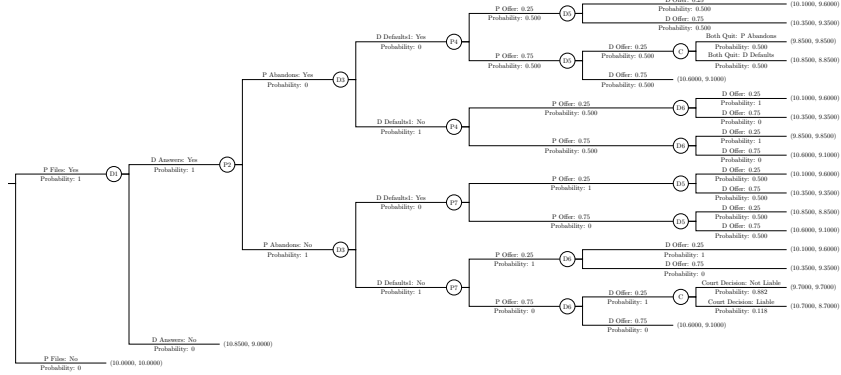 D Offer: 0.25
(10.1000, 9.6000)
P Offer: 0.25
Probability: 0.500
D5
Probability: 0.500
D Offer: 0.75
(10.3500, 9.3500)
Probability: 0.500
D Defaults1: Yes
P4
Probability: 0
Both Quit: P Abandons
(9.8500, 9.8500)
D Offer: 0.25
C
Probability: 0.500
P Offer: 0.75
D5
Probability: 0.500
Both Quit: D Defaults
(10.8500, 8.8500)
Probability: 0.500
Probability: 0.500
P Abandons: Yes
D3
D Offer: 0.75
(10.6000, 9.1000)
Probability: 0
Probability: 0.500
D Offer: 0.25
(10.1000, 9.6000)
P Offer: 0.25
D6
Probability: 1
Probability: 0.500
D Offer: 0.75
(10.3500, 9.3500)
D Defaults1: No
P4
Probability: 0
Probability: 1
D Offer: 0.25
(9.8500, 9.8500)
P Offer: 0.75
D6
Probability: 1
Probability: 0.500
D Offer: 0.75
(10.6000, 9.1000)
Probability: 0
D Answers: Yes
P2
Probability: 1
P Files: Yes
D1
Probability: 1
D Offer: 0.25
(10.1000, 9.6000)
P Offer: 0.25
D5
Probability: 0.500
Probability: 1
D Offer: 0.75
(10.3500, 9.3500)
D Defaults1: Yes
P7
Probability: 0.500
Probability: 0
D Offer: 0.25
(10.8500, 8.8500)
P Offer: 0.75
D5
Probability: 0.500
Probability: 0
D Offer: 0.75
(10.6000, 9.1000)
Probability: 0.500
P Abandons: No
D3
Probability: 1
D Offer: 0.25
(10.1000, 9.6000)
P Offer: 0.25
D6
Probability: 1
Probability: 1
D Offer: 0.75
(10.3500, 9.3500)
Probability: 0
D Defaults1: No
P7
Probability: 1
Court Decision: Not Liable
(9.7000, 9.7000)
D Offer: 0.25
C
Probability: 0.882
P Offer: 0.75
D6
Probability: 1
Court Decision: Liable
(10.7000, 8.7000)
Probability: 0
Probability: 0.118
D Offer: 0.75
(10.6000, 9.1000)
Probability: 0
D Answers: No
(10.8500, 9.0000)
Probability: 0
P Files: No
(10.0000, 10.0000)
Probability: 0